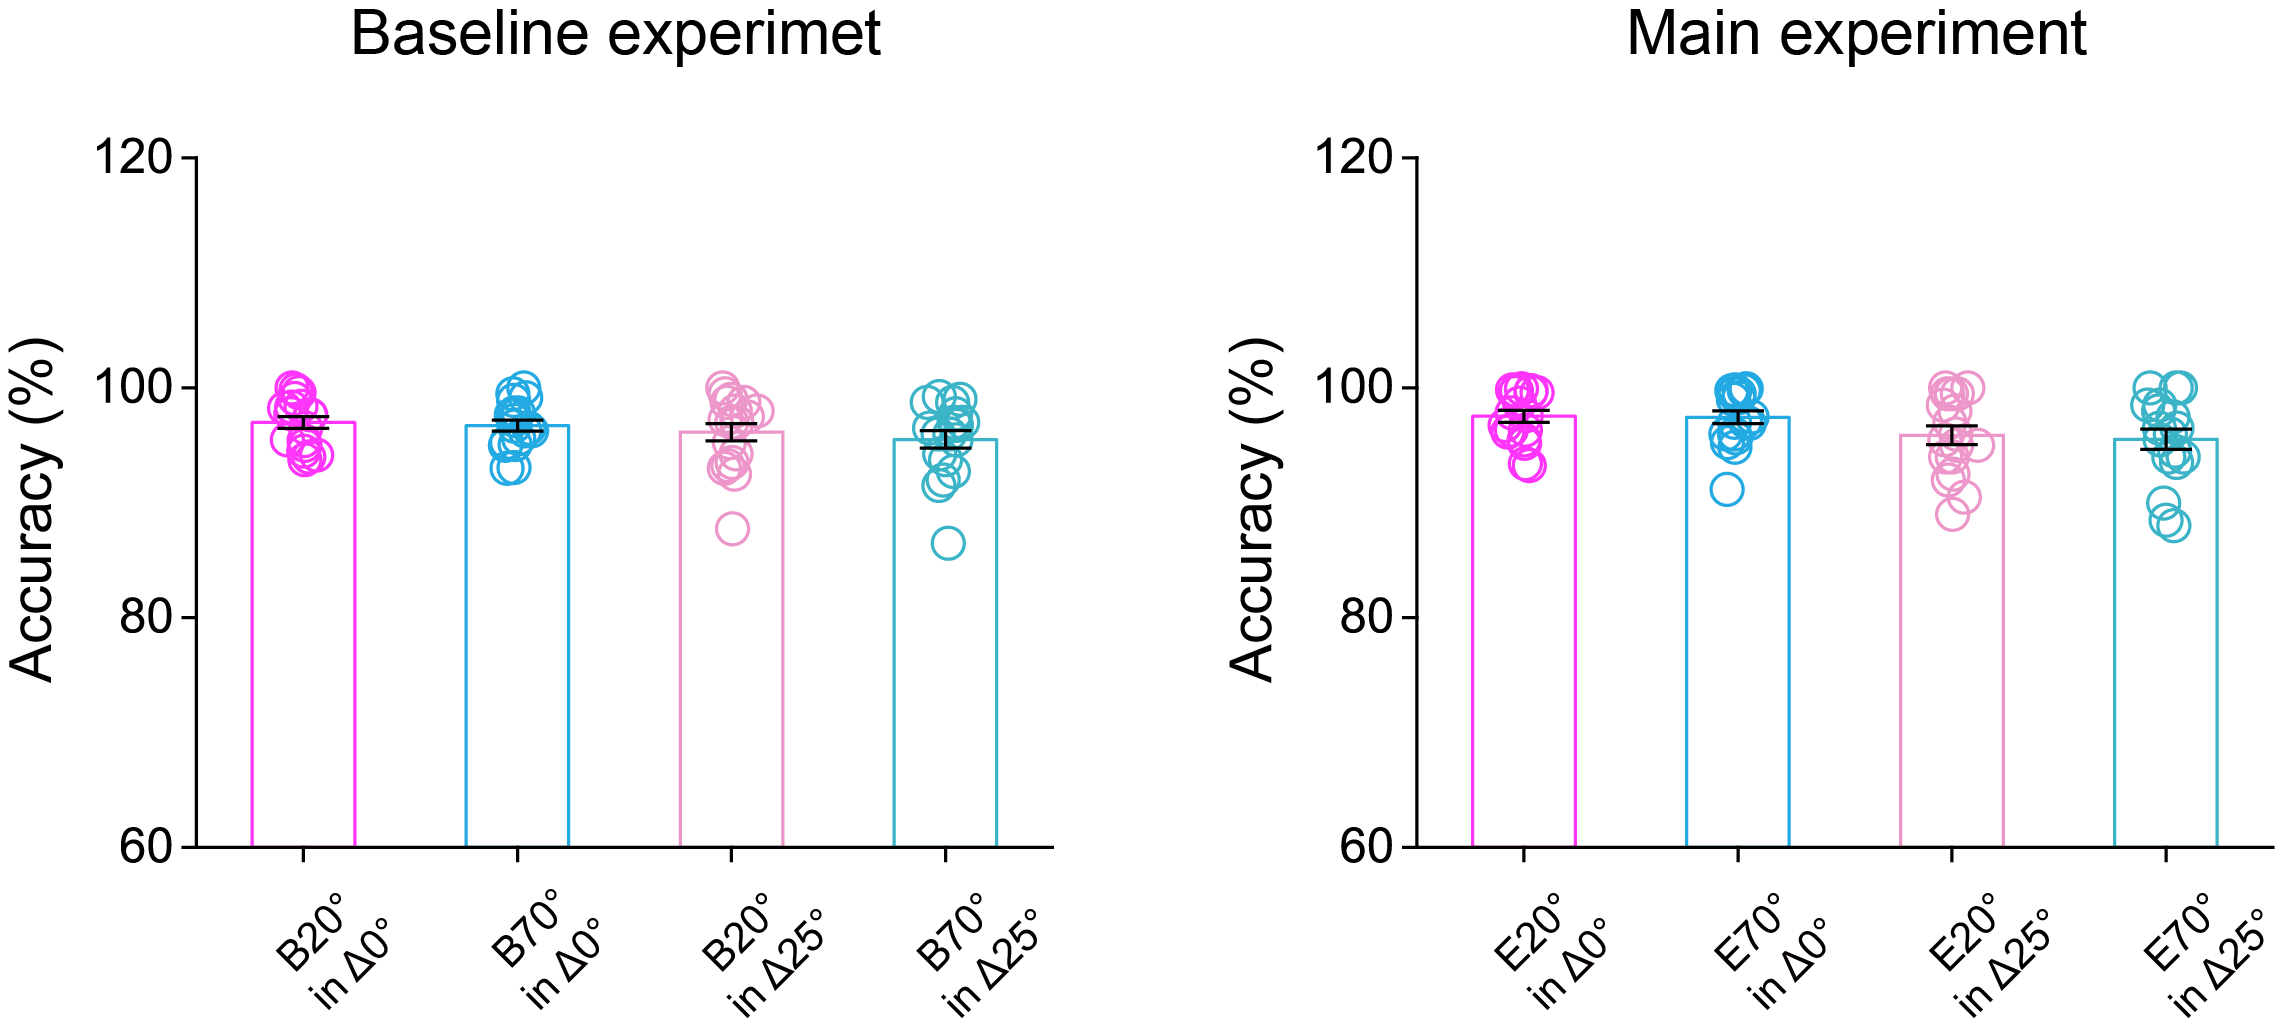 Baseline experimet
Accuracy (%)
120
100
80
60
B20°
in Δ0°
B70°
in Δ0°
B20°
in Δ25°
B70°
in Δ25°
Main experiment
Accuracy (%)
120
100
80
60
E20°
in Δ0°
E70°
in Δ0°
E20°
in Δ25°
E70°
in Δ25°